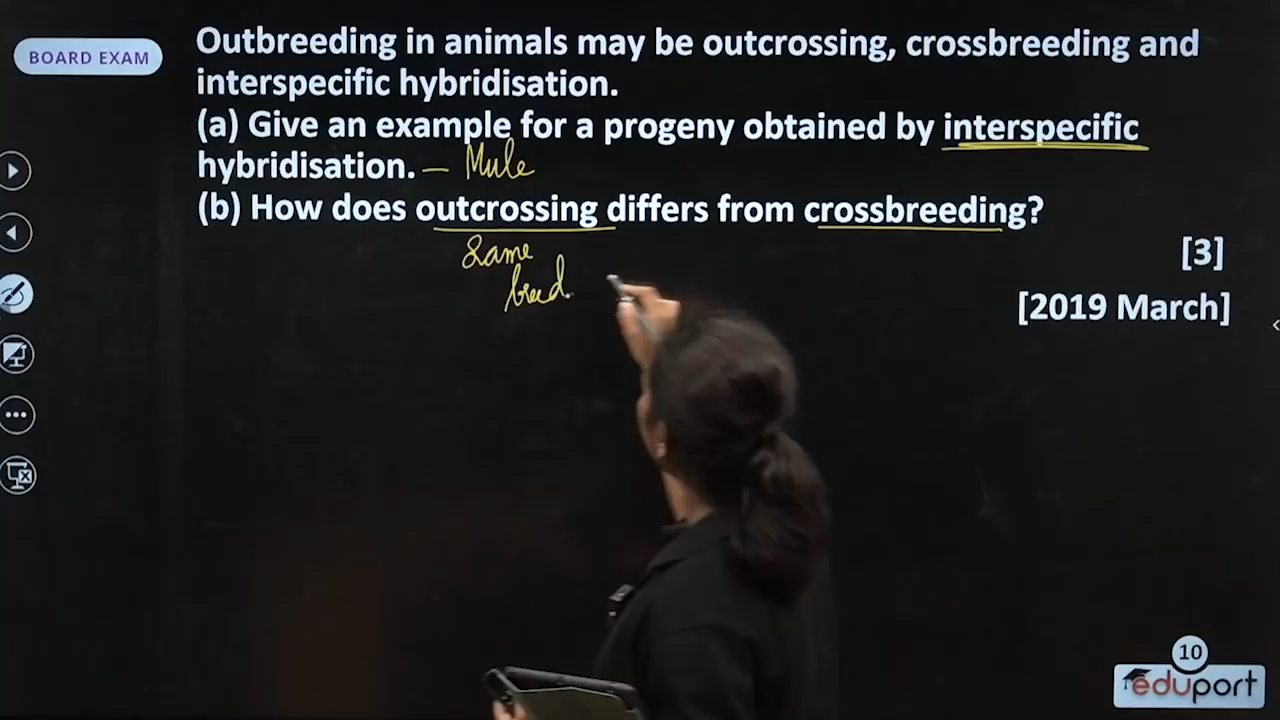 BOARD EXAM
Outbreeding in animals may be outcrossing, crossbreeding and
interspecific hybridisation.
(a) Give an example for a progeny obtained by interspecific
hybridisation. – Mule
(b) How does outcrossing differs from crossbreeding?
Same
breed.
[3]
[2019 March]
10
eduport